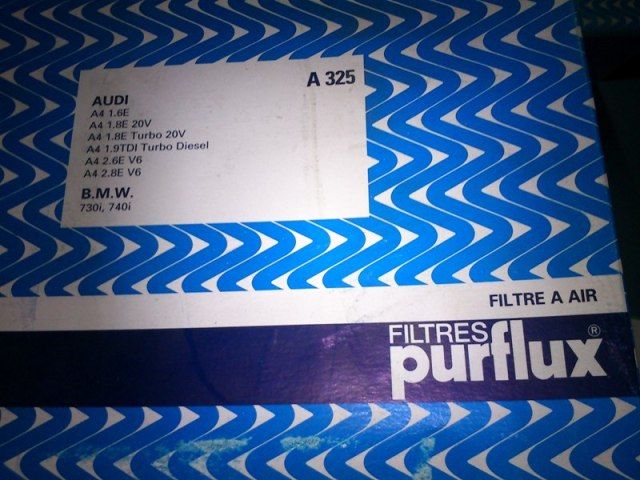 A 325
AUDI
A4 1.6E
A4 1.8E 20V
A4 1.8E Turbo 20V
A4 1.9TDI Turbo Diesel
A4 2.6E V6
A4 2.8E V6
B.M.W.
730i, 740i
FILTRE A AIR
FILTRES
purflux®